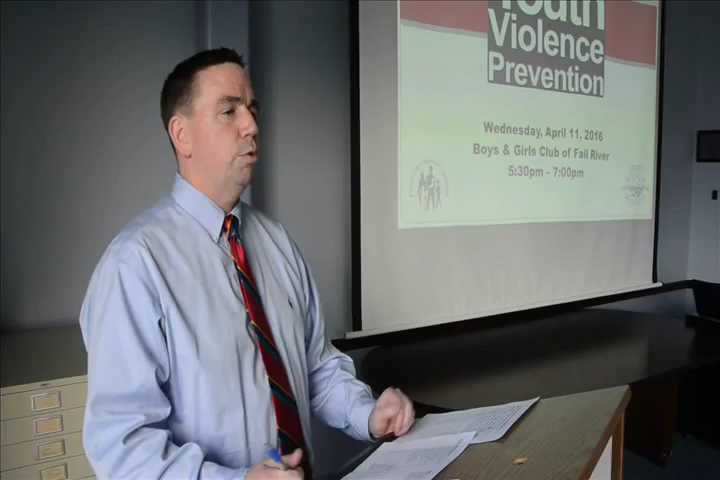 Youth
Violence
Prevention
Wednesday, April 11, 2016
Boys & Girls Club of Fall River
5:30pm - 7:00pm